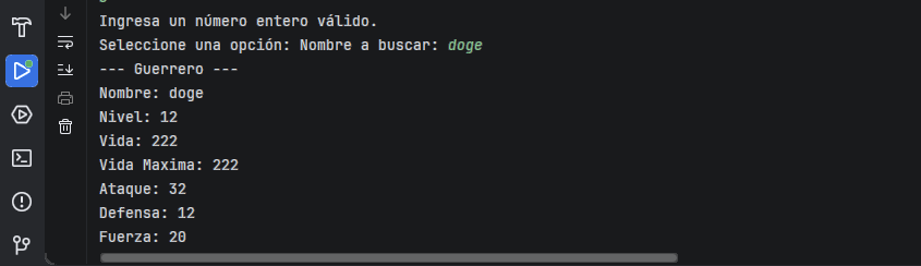 Ingresa un número entero válido.
Seleccione una opción: Nombre a buscar: doge
--- Guerrero ---
Nombre: doge
Nivel: 12
Vida: 222
Vida Maxima: 222
Ataque: 32
Defensa: 12
Fuerza: 20